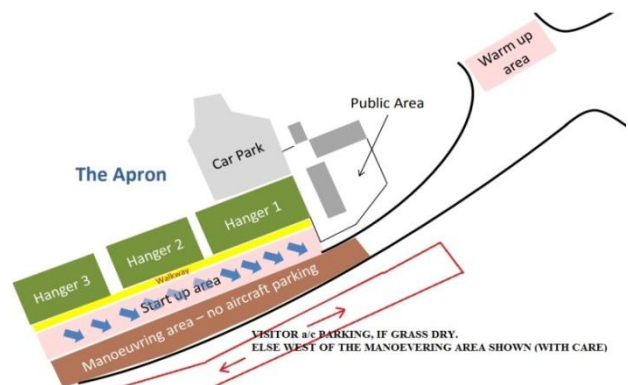 Warm up
area
Public Area
Car Park
The Apron
Hanger 1
Hanger 2
Hanger 3
Walkway
Start up area
Manoeuvring area – no aircraft parking
VISITOR a/c PARKING, IF GRASS DRY.
ELSE WEST OF THE MANOEVERING AREA SHOWN (WITH CARE)